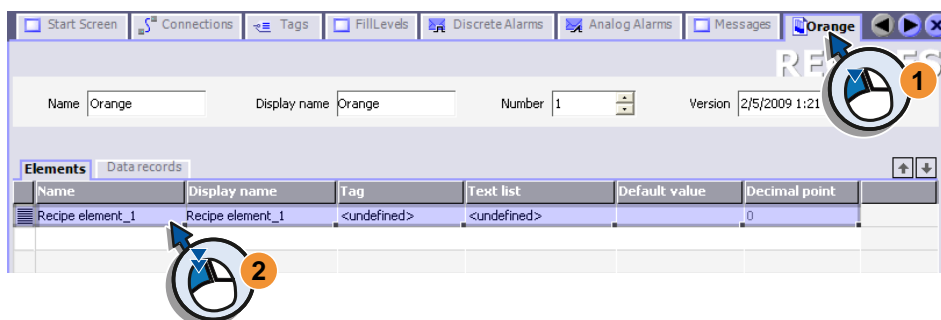 Start Screen Connections Tags FillLevels Discrete Alarms Analog Alarms Messages Orange
1
Name Orange Display name Orange Number 1 Version 2/5/2009 1:21
Elements Data records
Name Display name Tag Text list Default value Decimal point
Recipe element_1 Recipe element_1 <undefined> <undefined> 0
2